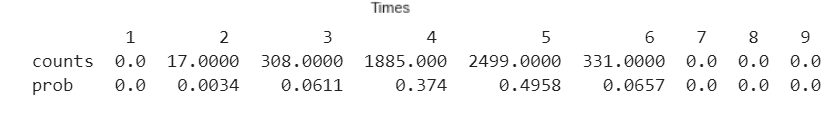 Times
1 2 3 4 5 6 7 8 9
counts 0.0 17.0000 308.0000 1885.000 2499.0000 331.0000 0.0 0.0 0.0
prob 0.0 0.0034 0.0611 0.374 0.4958 0.0657 0.0 0.0 0.0